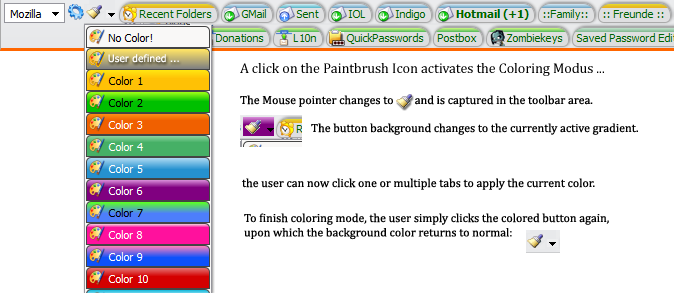 Mozilla
Recent Folders
GMail
Sent
IOL
Indigo
Hotmail (+1)
::Family::
:: Freunde ::
Donations
L10n
QuickPasswords
Postbox
Zombiekeys
Saved Password Edi
No Color!
User defined ...
Color 1
Color 2
Color 3
Color 4
Color 5
Color 6
Color 7
Color 8
Color 9
Color 10
A click on the Paintbrush Icon activates the Coloring Modus ...
The Mouse pointer changes to and is captured in the toolbar area.
The button background changes to the currently active gradient.
the user can now click one or multiple tabs to apply the current color.
To finish coloring mode, the user simply clicks the colored button again,
upon which the background color returns to normal: